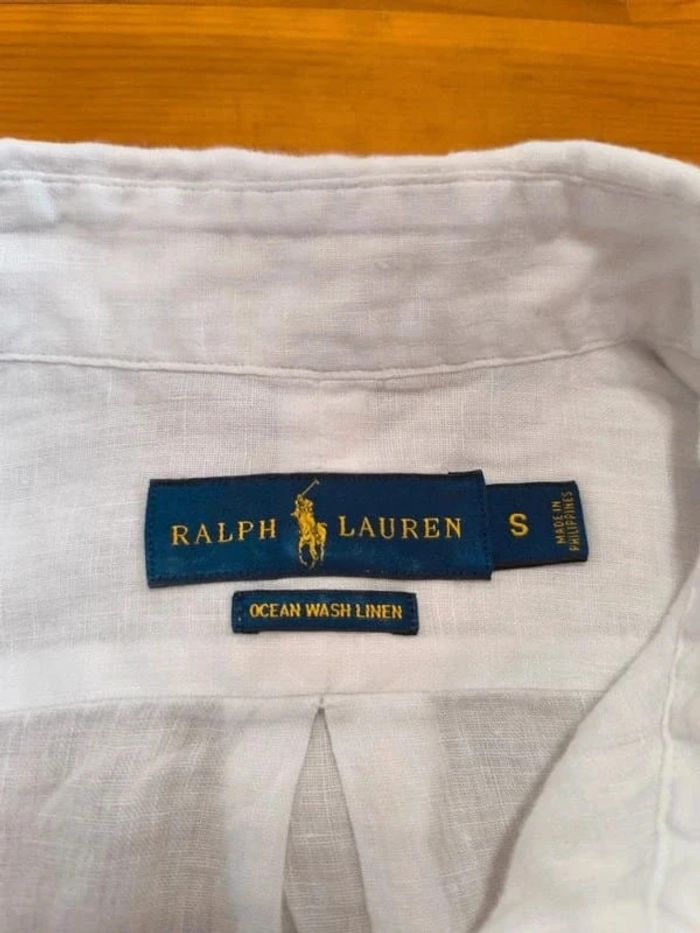 RALPH LAUREN
S
MADE IN
PHILIPPINES
OCEAN WASH LINEN